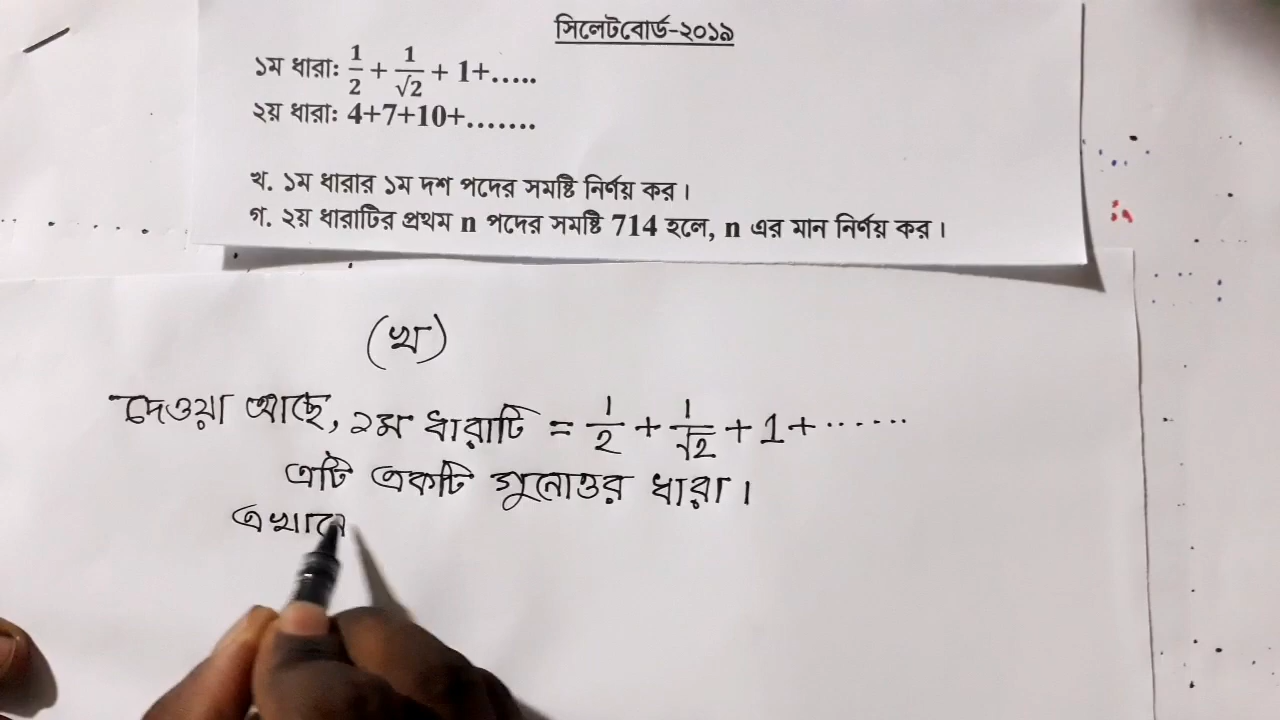 সিলেটবোর্ড-২০১৯
১ম ধারাঃ 1/2 + 1/√2 + 1+.....
২য় ধারাঃ 4+7+10+.......
খ. ১ম ধারার ১ম দশ পদের সমষ্টি নির্ণয় কর।
গ. ২য় ধারাটির প্রথম n পদের সমষ্টি 714 হলে, n এর মান নির্ণয় কর।
(খ)
দেওয়া আছে, ১ম ধারাটি = 1/2 + 1/√2 + 1 + ......
এটি একটি গুনোত্তর ধারা।
এখানে